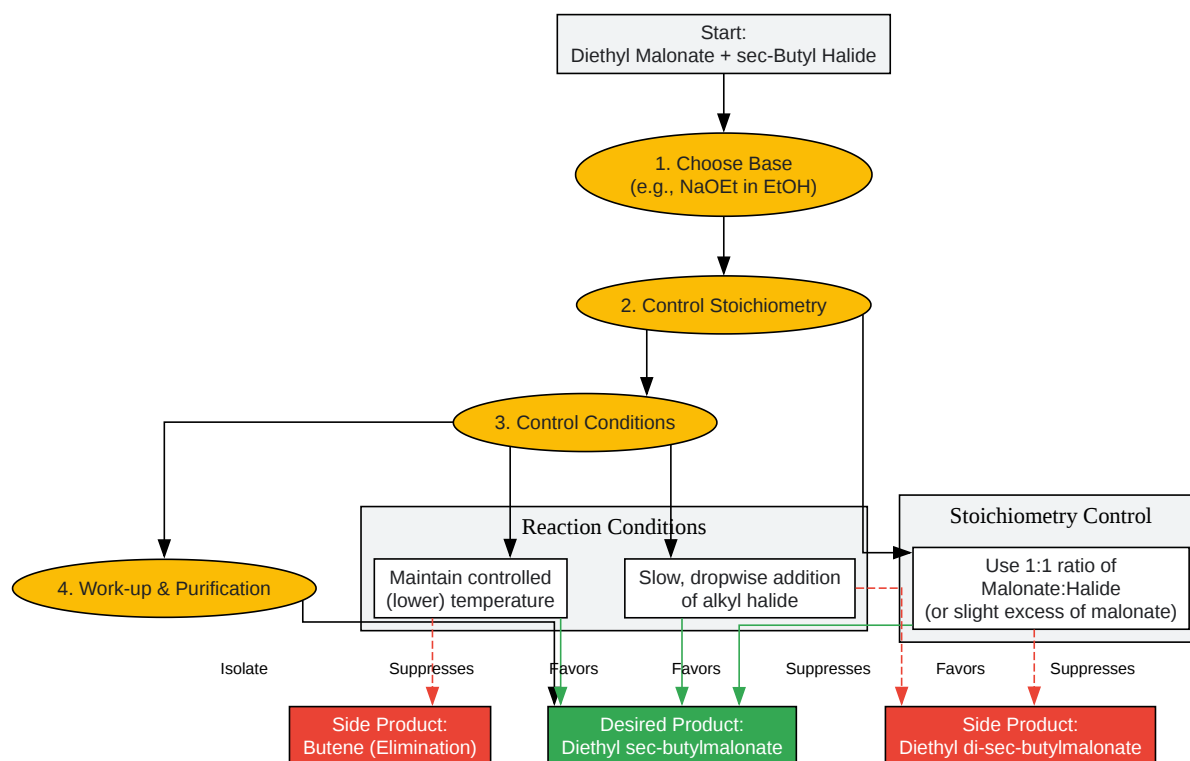 Start:
Diethyl Malonate + sec-Butyl Halide
1. Choose Base
(e.g., NaOEt in EtOH)
2. Control Stoichiometry
3. Control Conditions
Reaction Conditions
Stoichiometry Control
4. Work-up & Purification
Maintain controlled
(lower) temperature
Slow, dropwise addition
of alkyl halide
Use 1:1 ratio of
Malonate:Halide
(or slight excess of malonate)
Isolate
Suppresses
Favors
Favors
Suppresses
Favors
Suppresses
Side Product:
Butene (Elimination)
Desired Product:
Diethyl sec-butylmalonate
Side Product:
Diethyl di-sec-butylmalonate